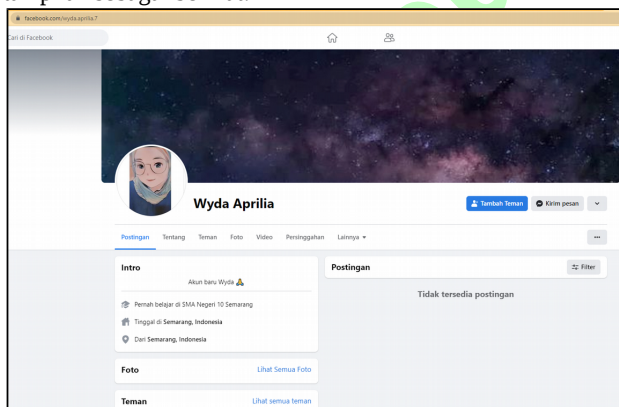 facebook.com/wyda.aprilia.7
Cari di Facebook
Wyda Aprilia
Tambah Teman
Kirim pesan
Postingan Tentang Teman Foto Video Persinggahan Lainnya
Intro
Akun baru Wyda 🙏
Pernah belajar di SMA Negeri 10 Semarang
Tinggal di Semarang, Indonesia
Dari Semarang, Indonesia
Foto Lihat Semua Foto
Teman Lihat semua teman
Postingan Filter
Tidak tersedia postingan